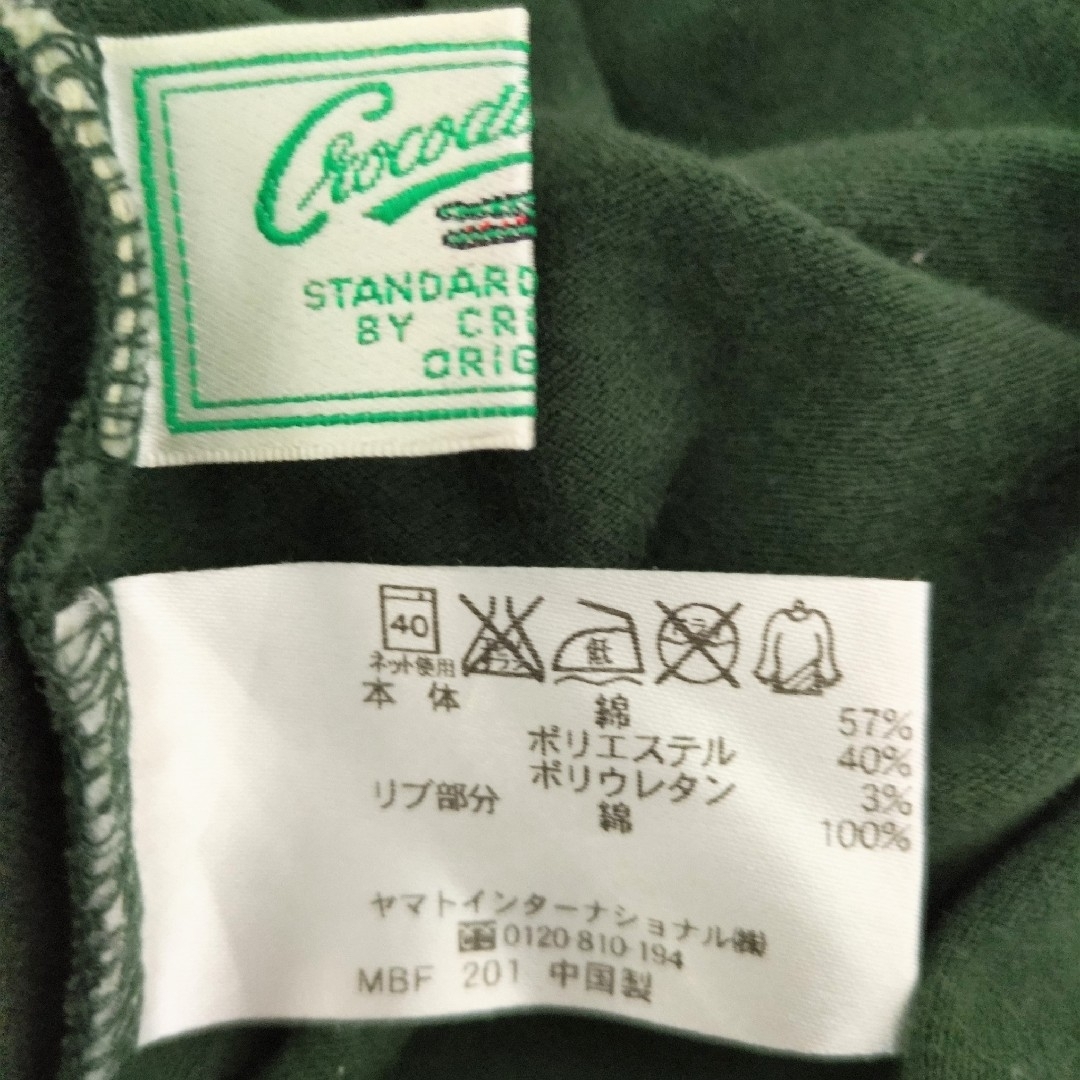 Crocodi
STANDARD
BY CR
ORIG
40 低
ネット使用
本体 綿 57%
ポリエステル 40%
ポリウレタン 3%
リブ部分 綿 100%
ヤマトインターナショナル㈱
0120-810-194
MBF 201 中国製